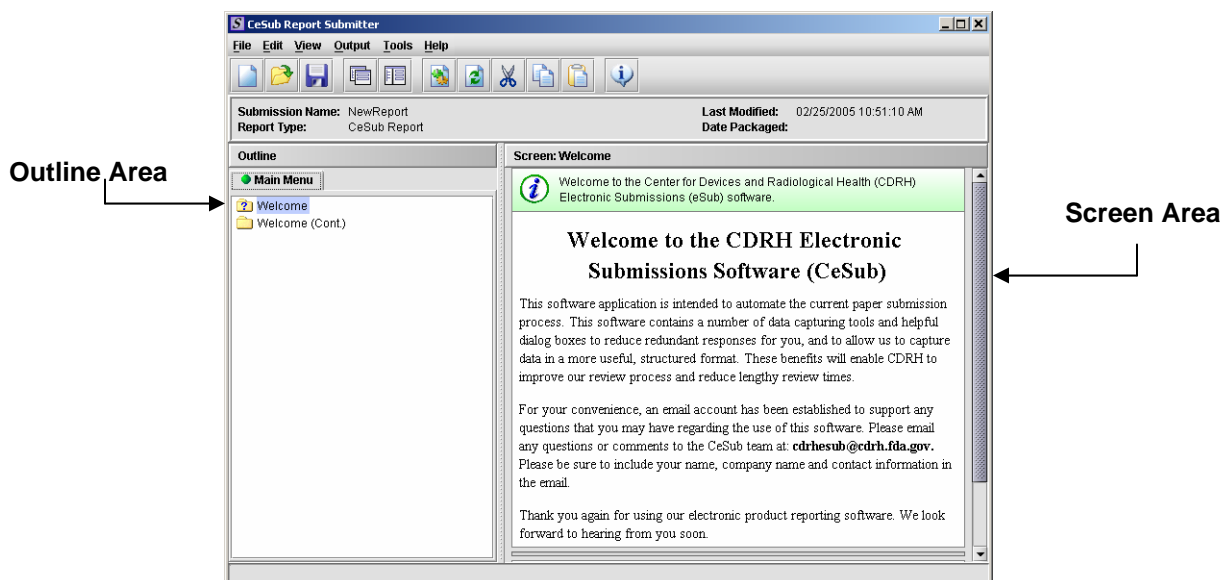 CeSub Report Submitter
File Edit View Output Tools Help
Submission Name: NewReport
Last Modified: 02/25/2005 10:51:10 AM
Report Type: CeSub Report
Date Packaged:
Outline
Screen: Welcome
Outline Area
Main Menu
Welcome
Welcome (Cont.)
Welcome to the Center for Devices and Radiological Health (CDRH)
Electronic Submissions (eSub) software.
Screen Area
Welcome to the CDRH Electronic
Submissions Software (CeSub)
This software application is intended to automate the current paper submission
process. This software contains a number of data capturing tools and helpful
dialog boxes to reduce redundant responses for you, and to allow us to capture
data in a more useful, structured format. These benefits will enable CDRH to
improve our review process and reduce lengthy review times.
For your convenience, an email account has been established to support any
questions that you may have regarding the use of this software. Please email
any questions or comments to the CeSub team at: cdrhesub@cdrh.fda.gov.
Please be sure to include your name, company name and contact information in
the email.
Thank you again for using our electronic product reporting software. We look
forward to hearing from you soon.